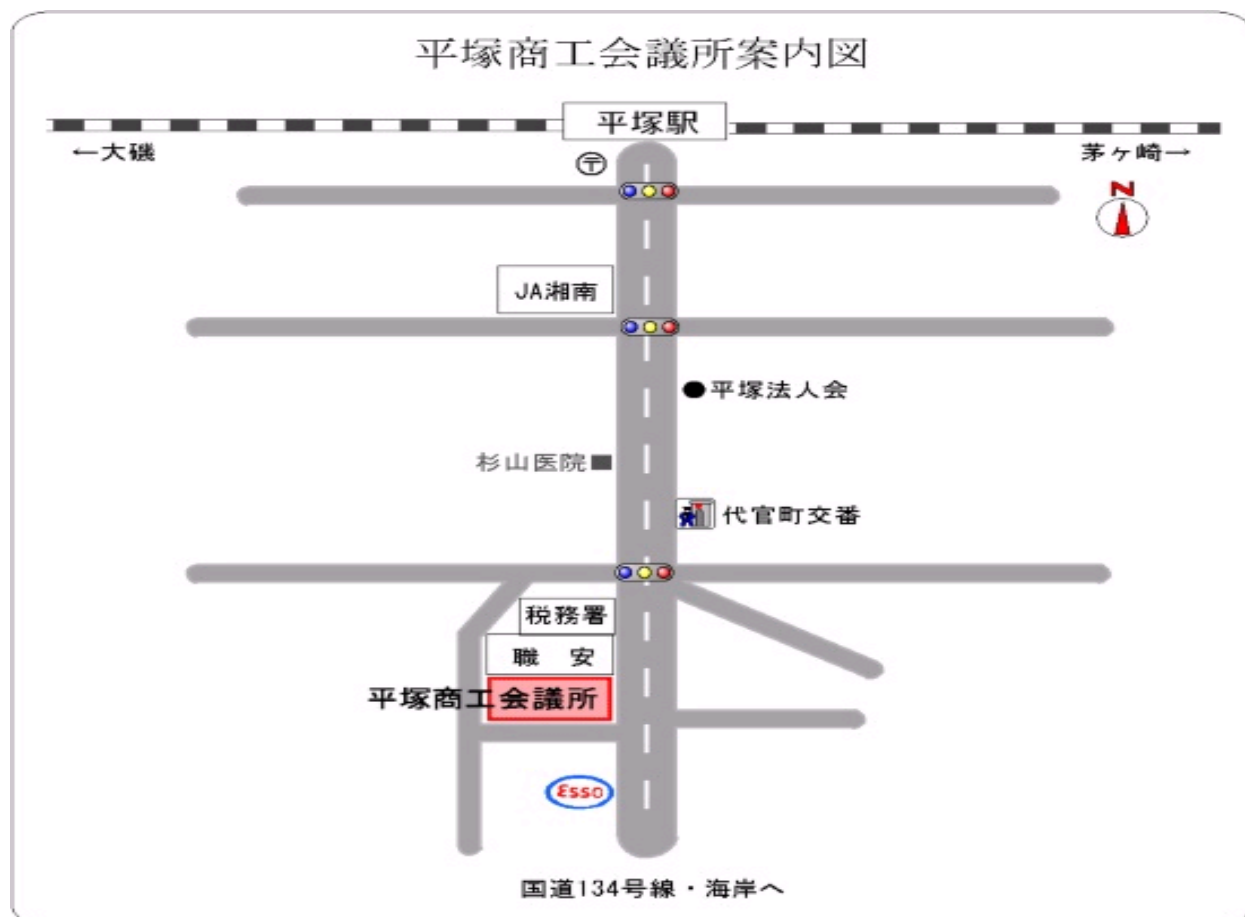 平塚商工会議所案内図
平塚駅
←大磯
茅ヶ崎→
〒
N
JA湘南
平塚法人会
杉山医院
代官町交番
税務署
職　安
平塚商工会議所
Esso
国道134号線・海岸へ